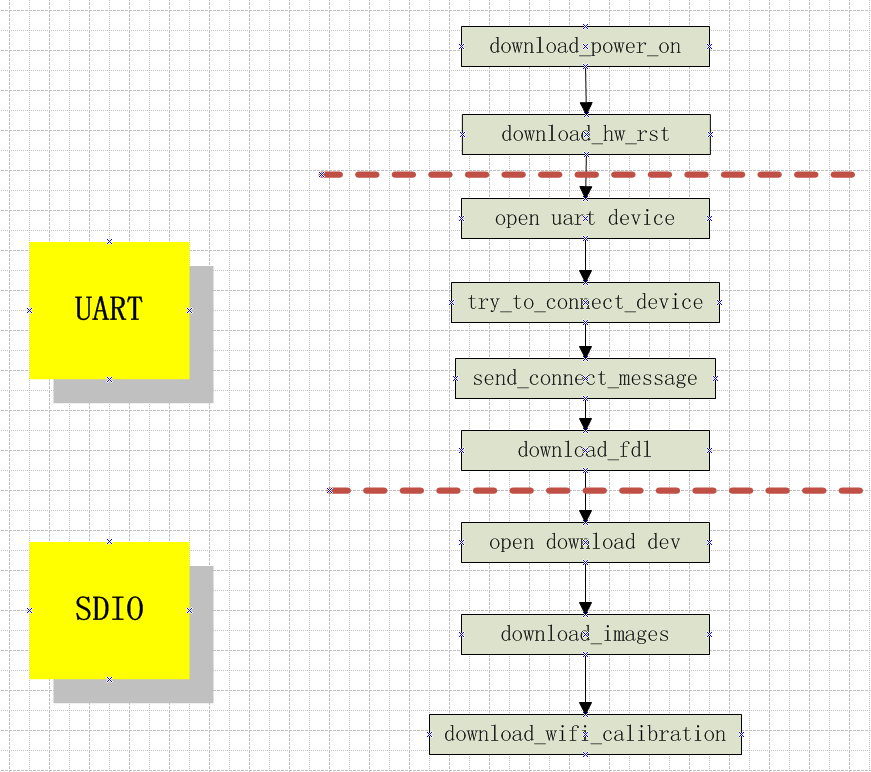 download_power_on
download_hw_rst
open uart device
UART
try_to_connect_device
send_connect_message
download_fdl
open download dev
SDIO
download_images
download_wifi_calibration